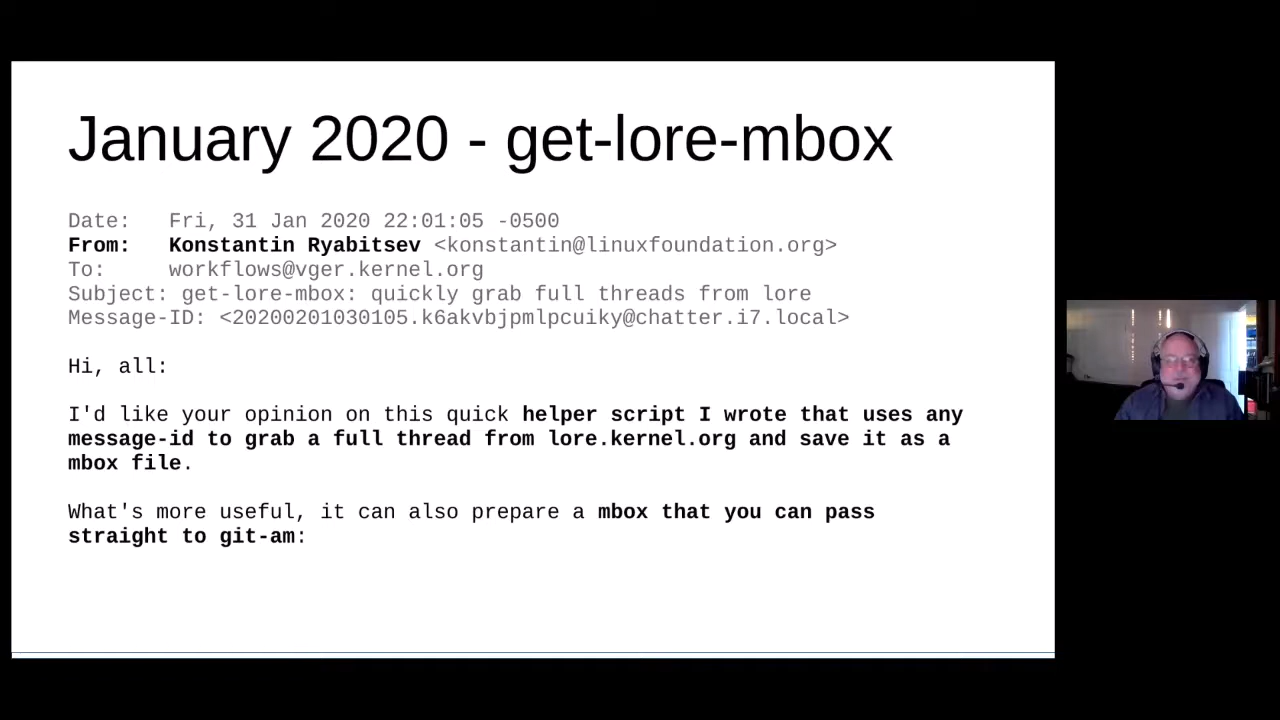 January 2020 - get-lore-mbox
Date:   Fri, 31 Jan 2020 22:01:05 -0500
From:   Konstantin Ryabitsev <konstantin@linuxfoundation.org>
To:     workflows@vger.kernel.org
Subject: get-lore-mbox: quickly grab full threads from lore
Message-ID: <20200201030105.k6akvbjpmlpcuiky@chatter.i7.local>
Hi, all:
I'd like your opinion on this quick helper script I wrote that uses any
message-id to grab a full thread from lore.kernel.org and save it as a
mbox file.
What's more useful, it can also prepare a mbox that you can pass
straight to git-am: